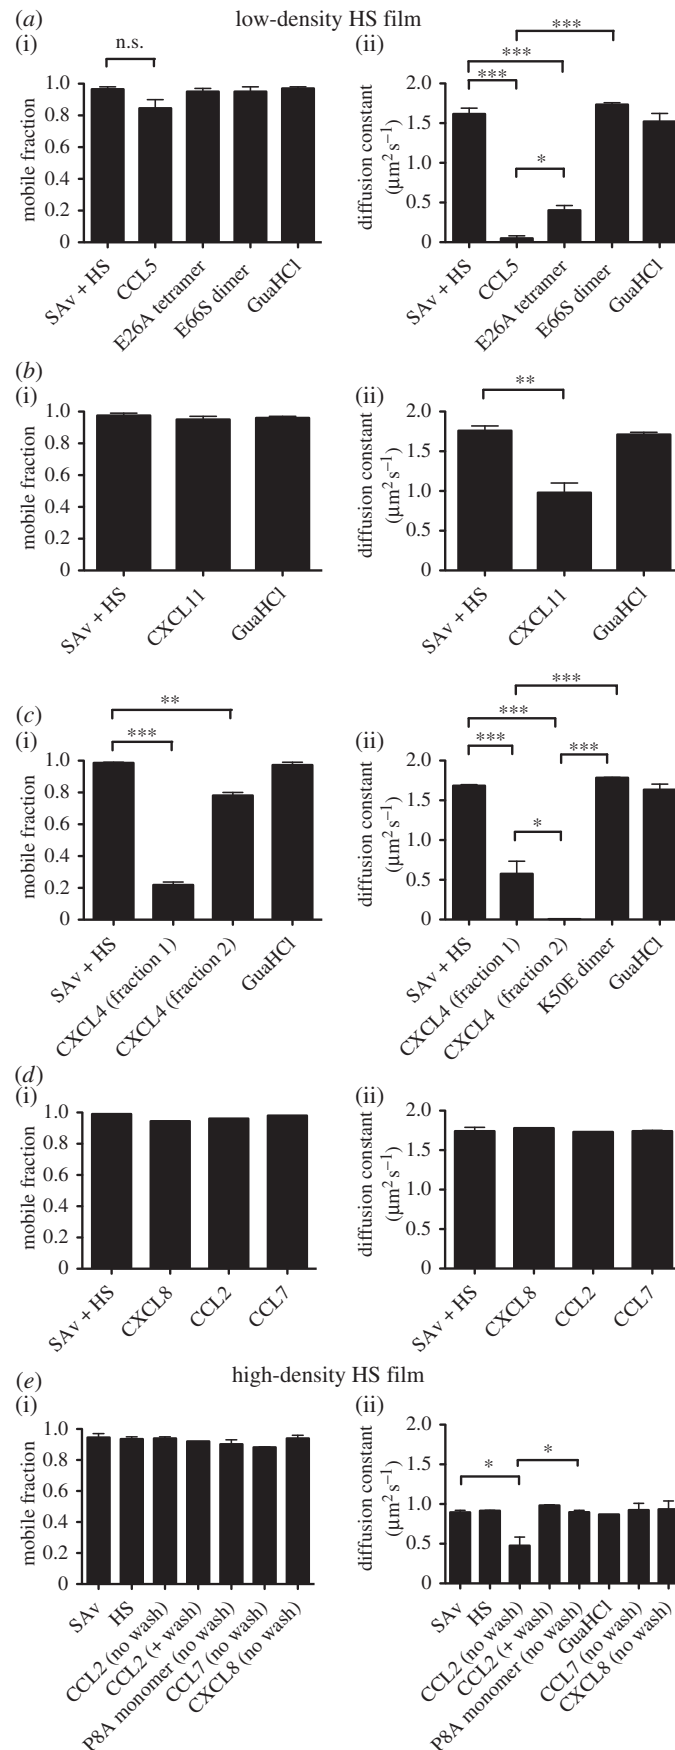 (a) low-density HS film
(i)
n.s.
mobile fraction
1.0
0.8
0.6
0.4
0.2
0
SAv + HS
CCL5
E26A tetramer
E66S dimer
GuaHCl
(ii)
***
***
***
*
diffusion constant
(μm² s⁻¹)
2.0
1.5
1.0
0.5
0
SAv + HS
CCL5
E26A tetramer
E66S dimer
GuaHCl
(b)
(i)
mobile fraction
1.0
0.8
0.6
0.4
0.2
0
SAv + HS
CXCL11
GuaHCl
(ii)
**
diffusion constant
(μm² s⁻¹)
2.0
1.5
1.0
0.5
0
SAv + HS
CXCL11
GuaHCl
(c)
(i)
**
***
mobile fraction
1.0
0.8
0.6
0.4
0.2
0
SAv + HS
CXCL4 (fraction 1)
CXCL4 (fraction 2)
GuaHCl
(ii)
***
***
***
***
*
diffusion constant
(μm² s⁻¹)
2.0
1.5
1.0
0.5
0
SAv + HS
CXCL4 (fraction 1)
CXCL4 (fraction 2)
K50E dimer
GuaHCl
(d)
(i)
mobile fraction
1.0
0.8
0.6
0.4
0.2
0
SAv + HS
CXCL8
CCL2
CCL7
(ii)
diffusion constant
(μm² s⁻¹)
2.0
1.5
1.0
0.5
0
SAv + HS
CXCL8
CCL2
CCL7
(e) high-density HS film
(i)
mobile fraction
1.0
0.8
0.6
0.4
0.2
0
SAv
HS
CCL2 (no wash)
CCL2 (+ wash)
P8A monomer (no wash)
CCL7 (no wash)
CXCL8 (no wash)
(ii)
*
*
diffusion constant
(μm² s⁻¹)
2.0
1.5
1.0
0.5
0
SAv
HS
CCL2 (no wash)
CCL2 (+ wash)
P8A monomer (no wash)
GuaHCl
CCL7 (no wash)
CXCL8 (no wash)